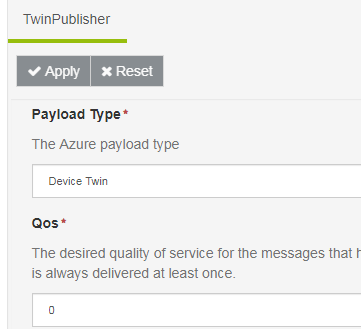 TwinPublisher
Apply Reset
Payload Type*
The Azure payload type
Device Twin
Qos*
The desired quality of service for the messages that
is always delivered at least once.
0